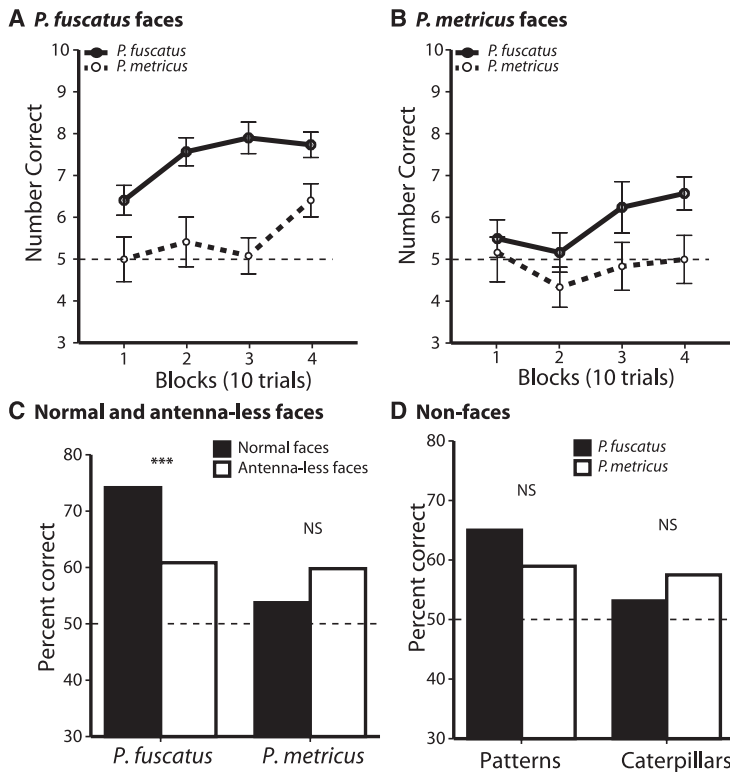 A P. fuscatus faces
P. fuscatus
P. metricus
10
9
8
7
6
5
4
3
Number Correct
1 2 3 4
Blocks (10 trials)
B P. metricus faces
P. fuscatus
P. metricus
10
9
8
7
6
5
4
3
Number Correct
1 2 3 4
Blocks (10 trials)
C Normal and antenna-less faces
Normal faces
Antenna-less faces
80
70
60
50
40
30
Percent correct
***
NS
P. fuscatus P. metricus
D Non-faces
P. fuscatus
P. metricus
80
70
60
50
40
30
Percent correct
NS
NS
Patterns Caterpillars